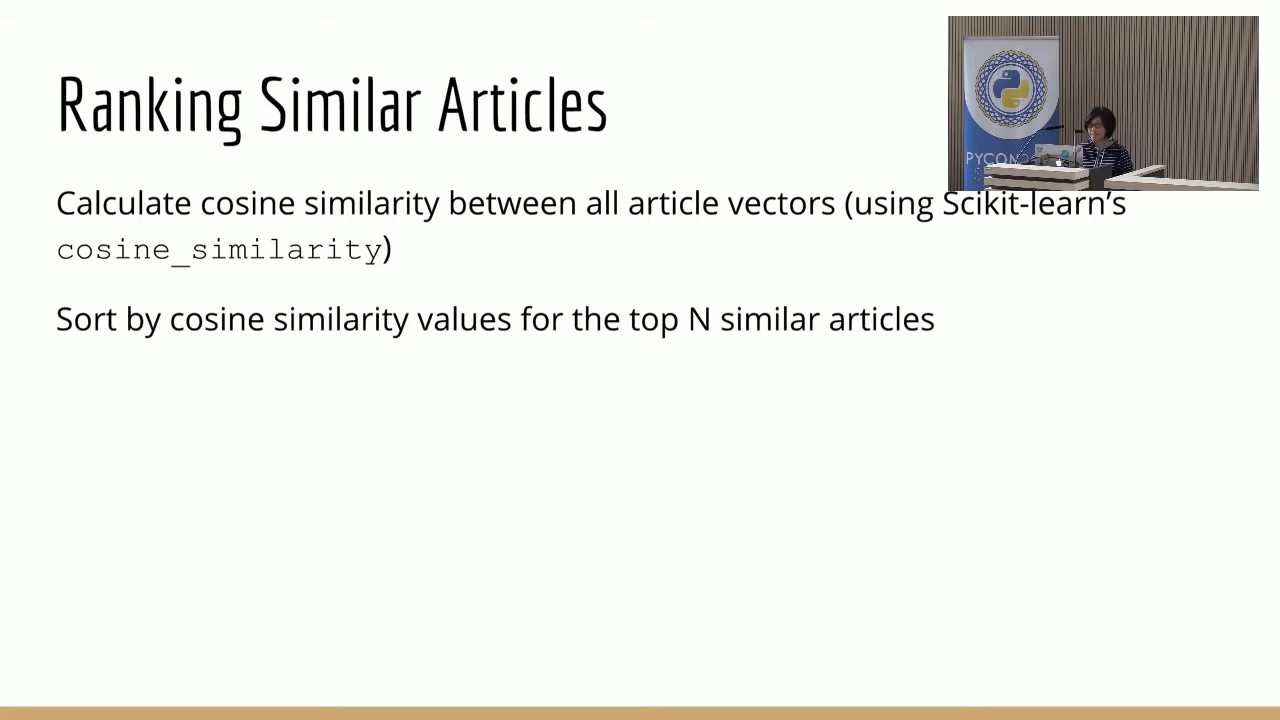 Ranking Similar Articles
Calculate cosine similarity between all article vectors (using Scikit-learn’s
cosine_similarity)
Sort by cosine similarity values for the top N similar articles
PYCON